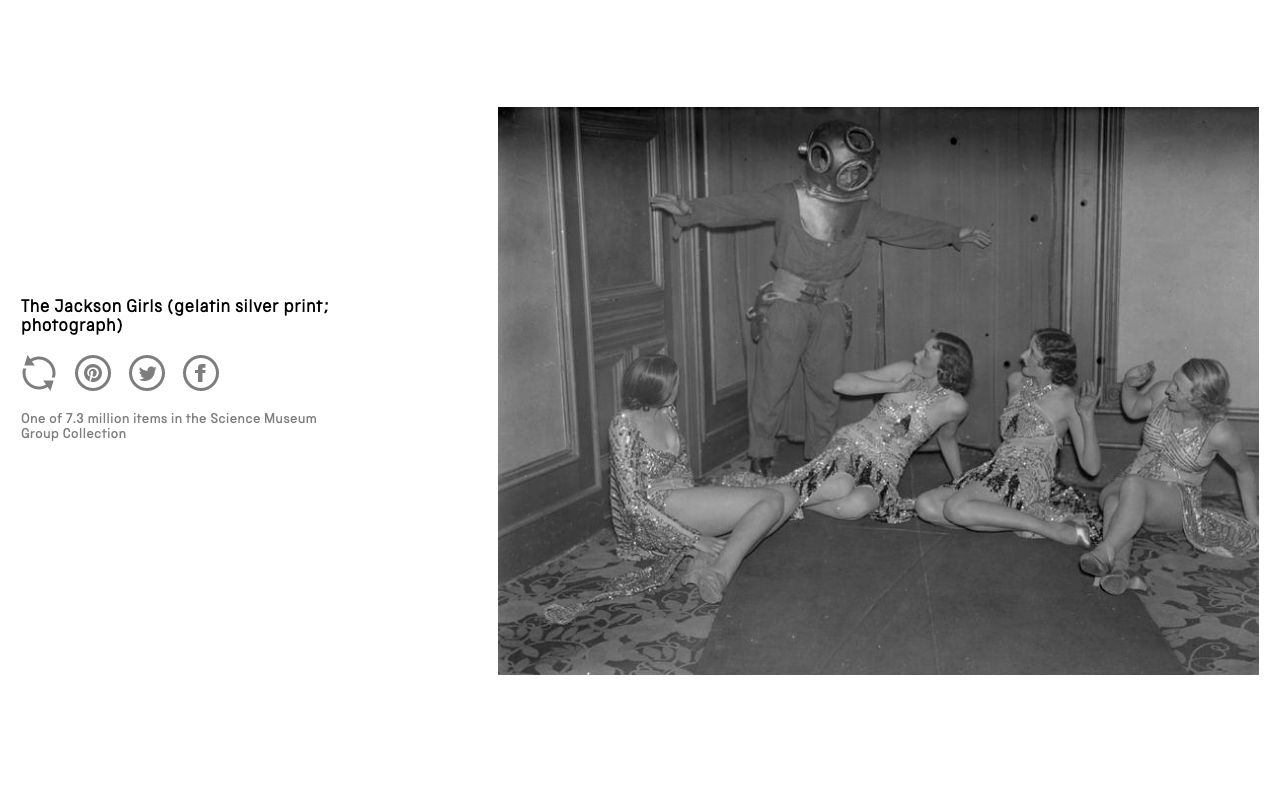 The Jackson Girls (gelatin silver print;
photograph)
One of 7.3 million items in the Science Museum
Group Collection